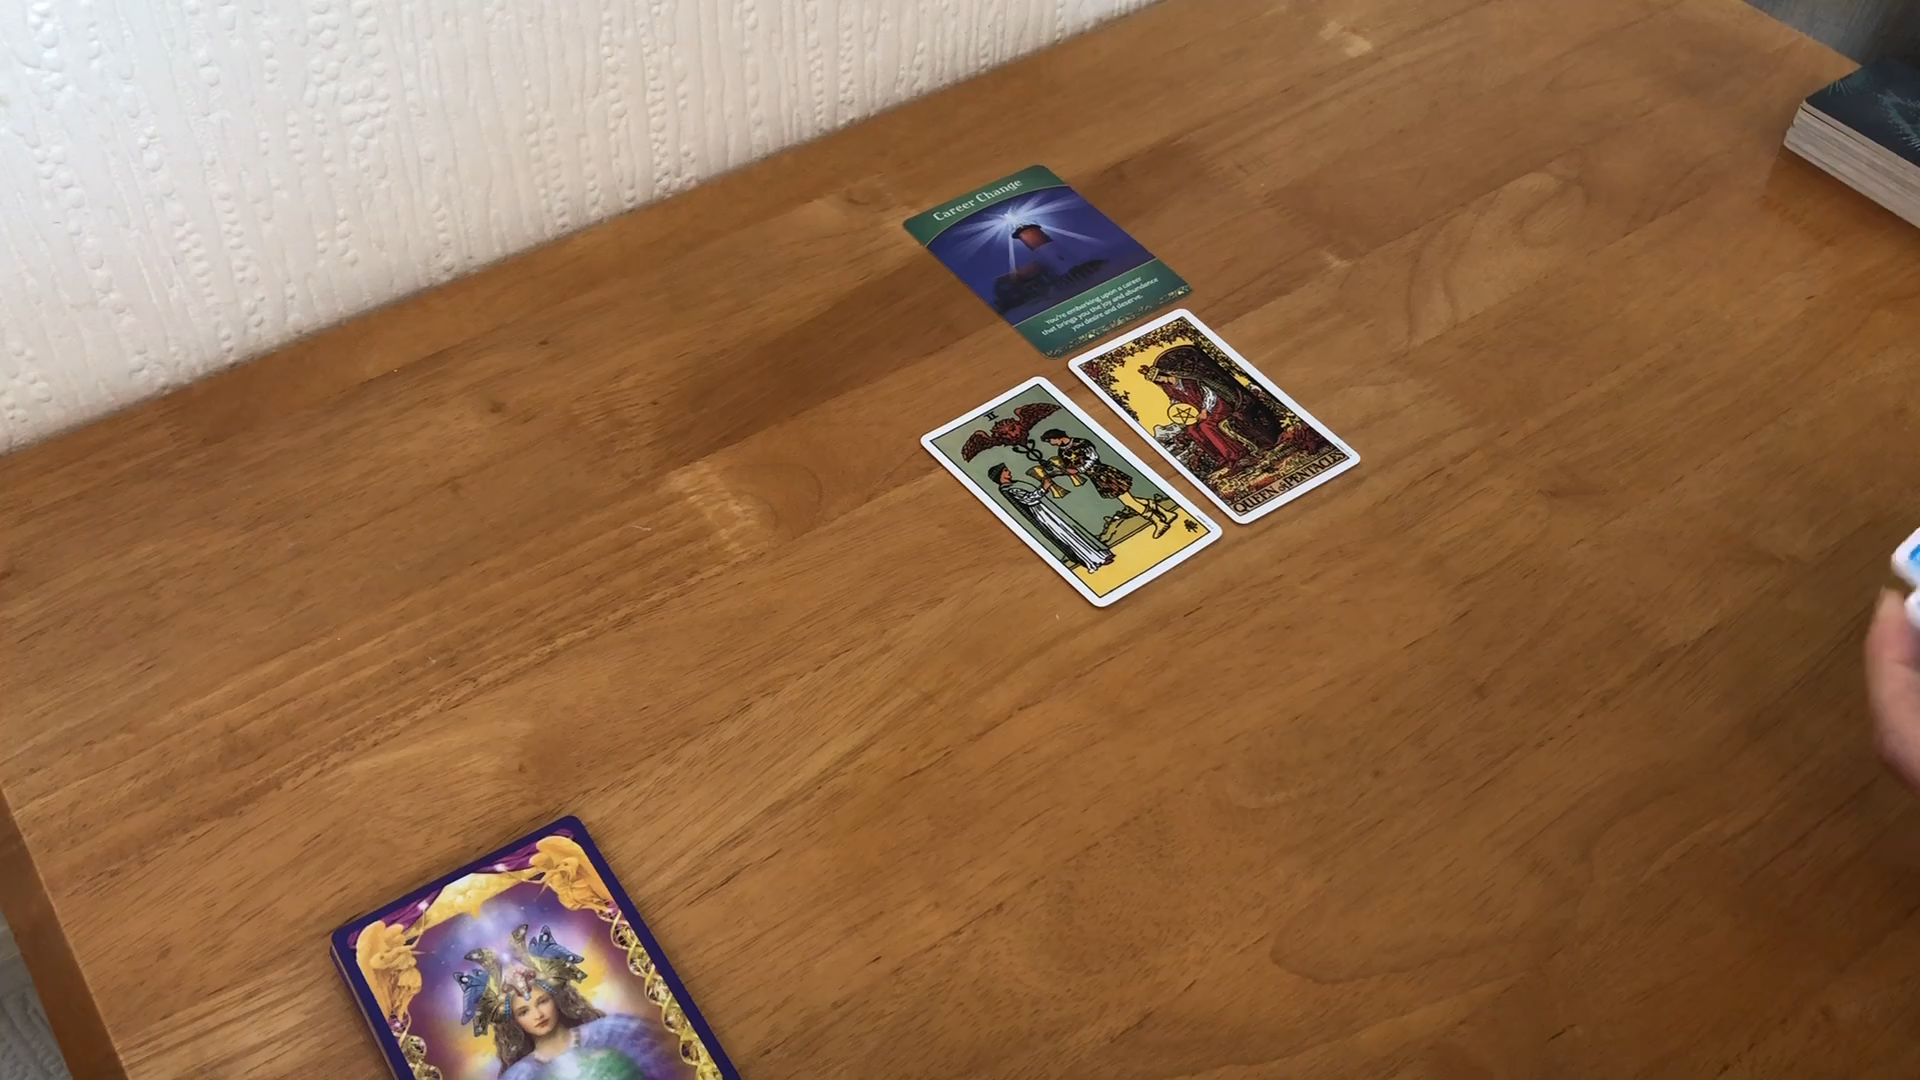 Career Change
You're embarking upon a career
that brings you the joy and abundance
you desire and deserve.
II
QUEEN of PENTACLES